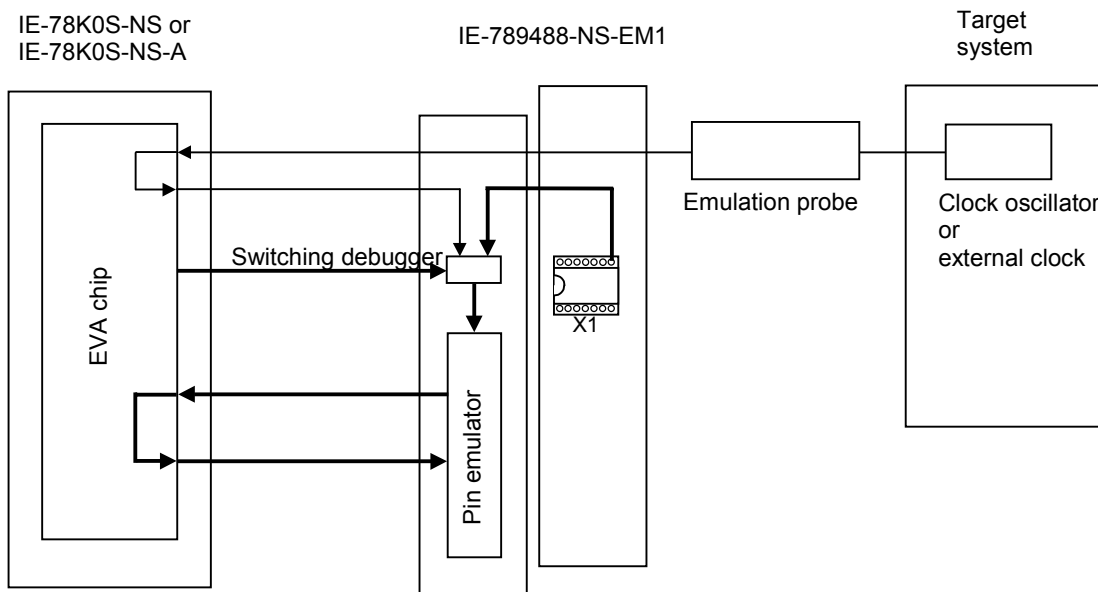 IE-78K0S-NS or
IE-78K0S-NS-A
IE-789488-NS-EM1
Target
system
Emulation probe
Clock oscillator
or
external clock
Switching debugger
X1
EVA chip
Pin emulator